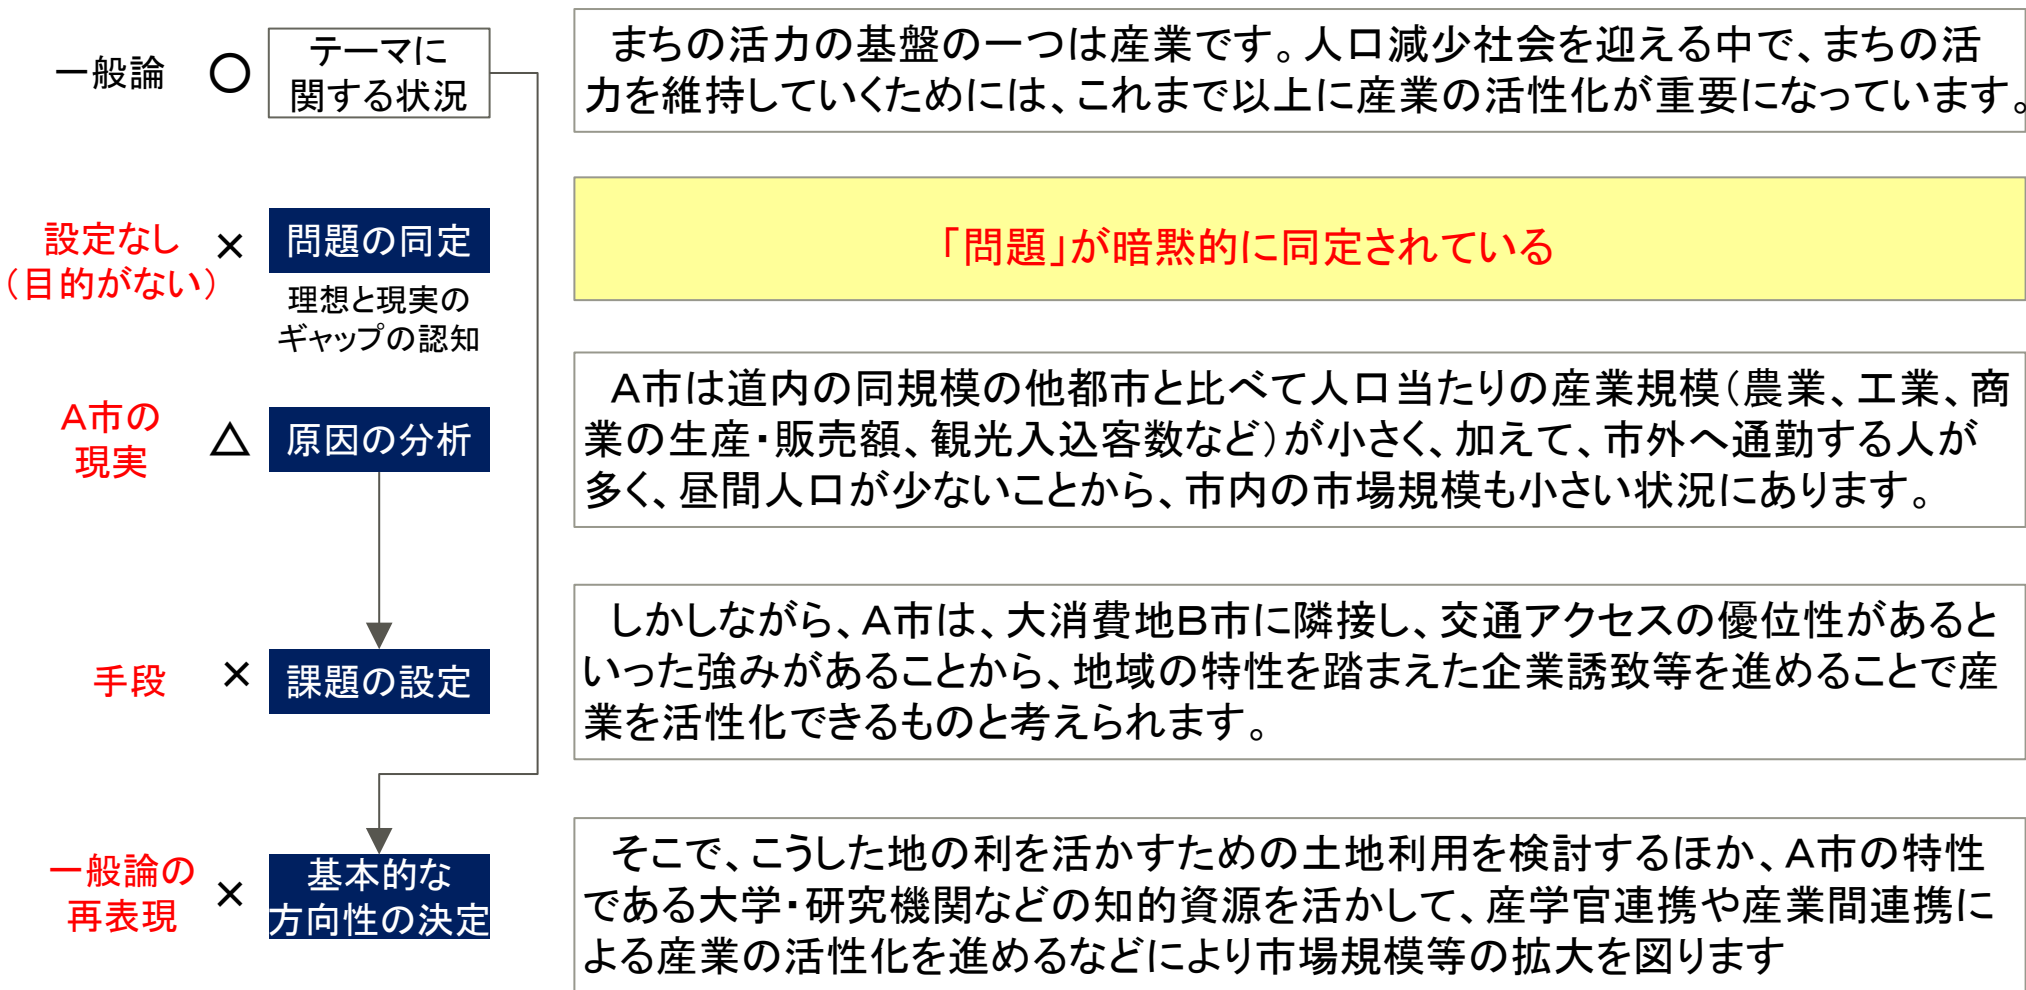 一般論
○
テーマに
関する状況
まちの活力の基盤の一つは産業です。人口減少社会を迎える中で、まちの活
力を維持していくためには、これまで以上に産業の活性化が重要になっています。
設定なし
（目的がない）
×
問題の同定
理想と現実の
ギャップの認知
「問題」が暗黙的に同定されている
A市の
現実
△
原因の分析
A市は道内の同規模の他都市と比べて人口当たりの産業規模（農業、工業、商
業の生産・販売額、観光入込客数など）が小さく、加えて、市外へ通勤する人が
多く、昼間人口が少ないことから、市内の市場規模も小さい状況にあります。
手段
×
課題の設定
しかしながら、A市は、大消費地B市に隣接し、交通アクセスの優位性があると
いった強みがあることから、地域の特性を踏まえた企業誘致等を進めることで産
業を活性化できるものと考えられます。
一般論の
再表現
×
基本的な
方向性の決定
そこで、こうした地の利を活かすための土地利用を検討するほか、A市の特性
である大学・研究機関などの知的資源を活かして、産学官連携や産業間連携に
よる産業の活性化を進めるなどにより市場規模等の拡大を図ります